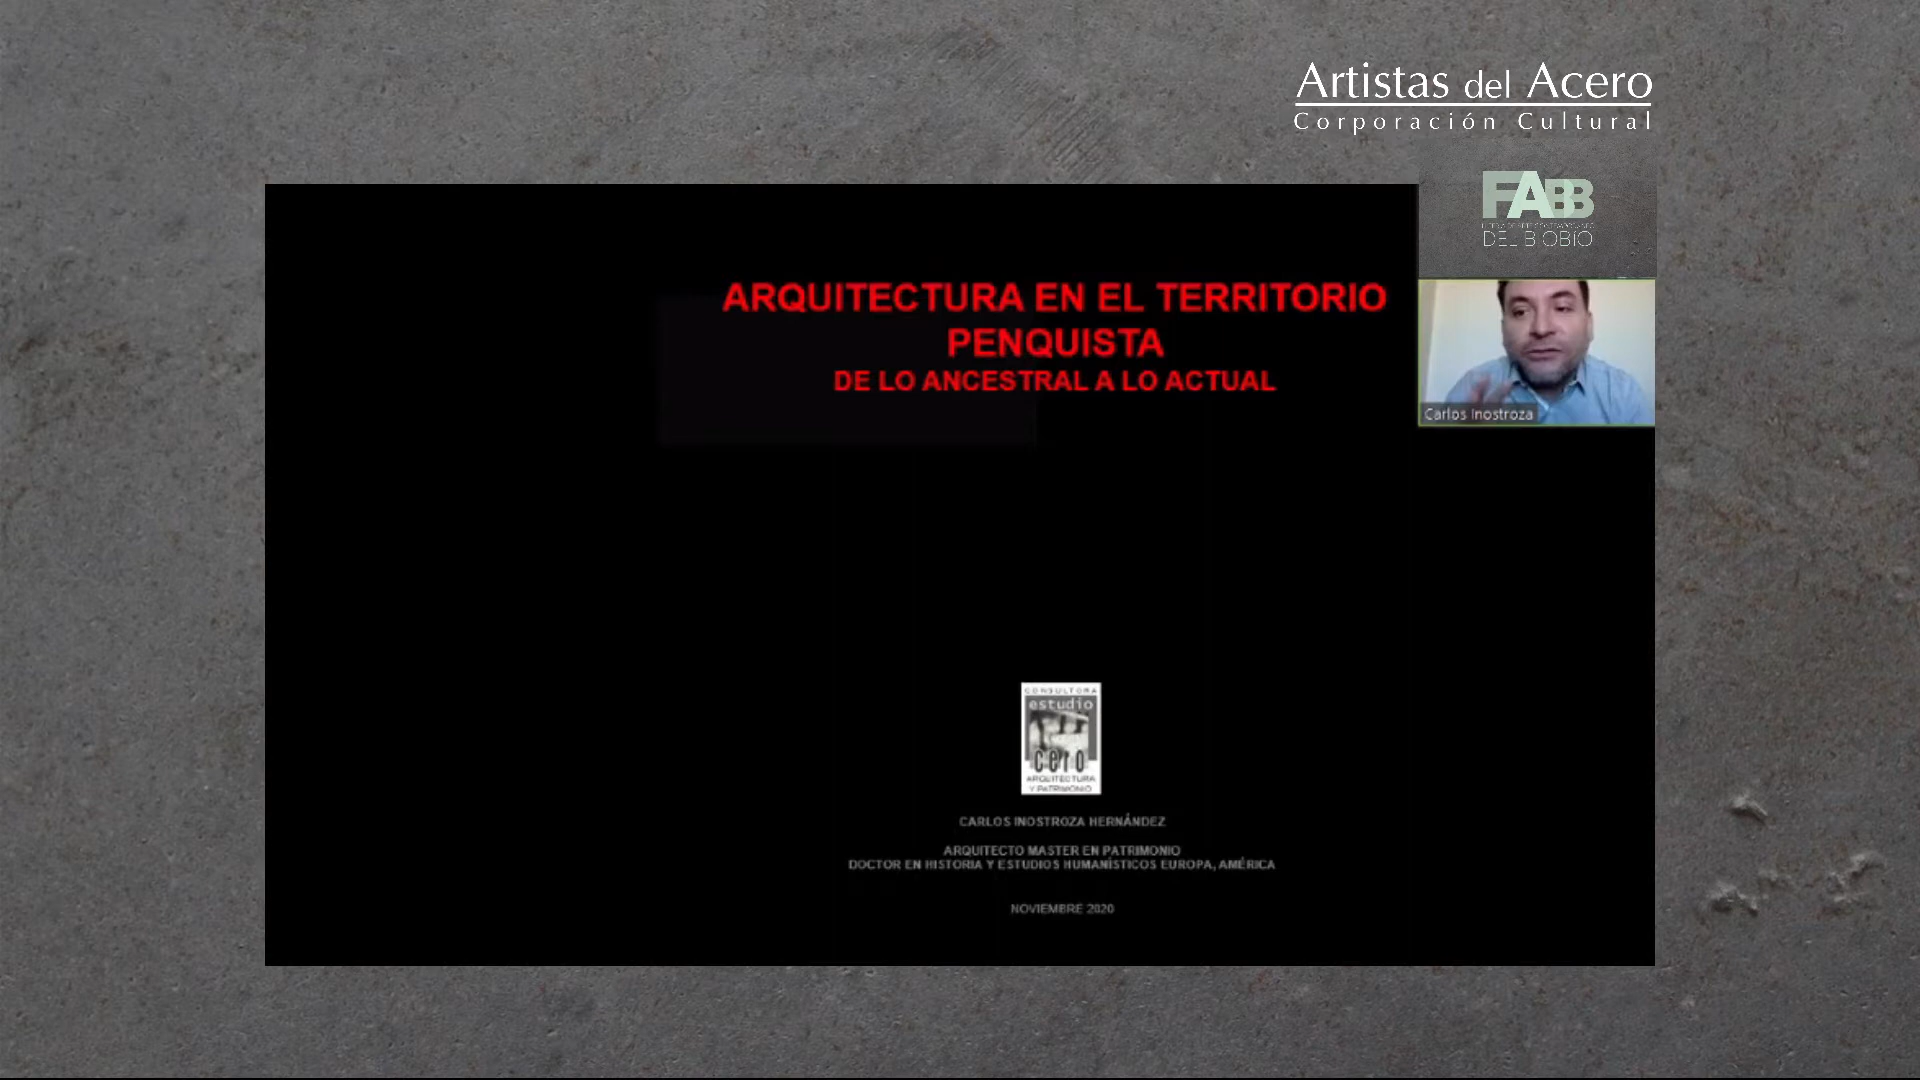 Artistas del Acero
Corporación Cultural
FABB
DEL BIOBÍO
ARQUITECTURA EN EL TERRITORIO
PENQUISTA
DE LO ANCESTRAL A LO ACTUAL
Carlos Inostroza
CONSULTORA
estudio
cero
ARQUITECTURA
Y PATRIMONIO
CARLOS INOSTROZA HERNÁNDEZ
ARQUITECTO MASTER EN PATRIMONIO
DOCTOR EN HISTORIA Y ESTUDIOS HUMANÍSTICOS EUROPA, AMÉRICA
NOVIEMBRE 2020